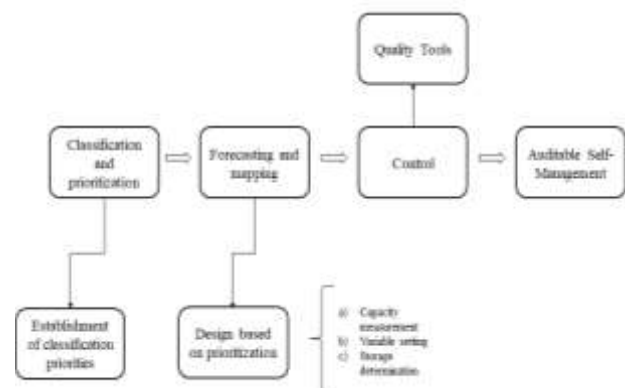 Quality Tools
Classification
and
prioritization
Forecasting and
mapping
Control
Auditable Self-
Management
Establishment
of classification
priorities
Design based
on prioritization
a) Capacity
measurement
b) Variable setting
c) Storage
determination